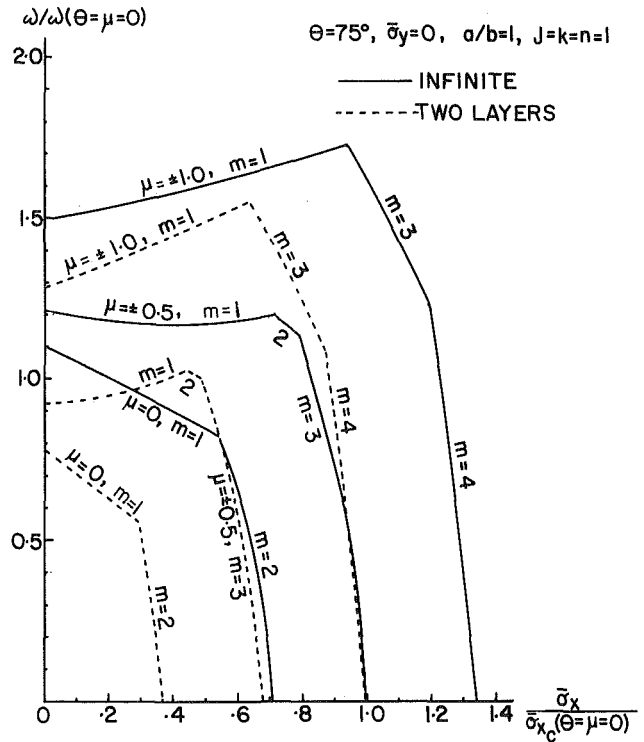 ω/ω(θ=μ=0)
θ=75°, σ̄y=0, a/b=1, J=k=n=1
INFINITE
TWO LAYERS
2.0
1.5
1.0
0.5
μ=±1.0, m=1
m=3
m=4
μ=±1.0, m=1
m=3
m=4
μ=±0.5, m=1
2
m=3
m=1
2
μ=±0.5, m=3
μ=0, m=1
m=2
μ=0, m=1
m=2
0 .2 .4 .6 .8 1.0 1.2 1.4
σ̄x
σ̄xc(θ=μ=0)